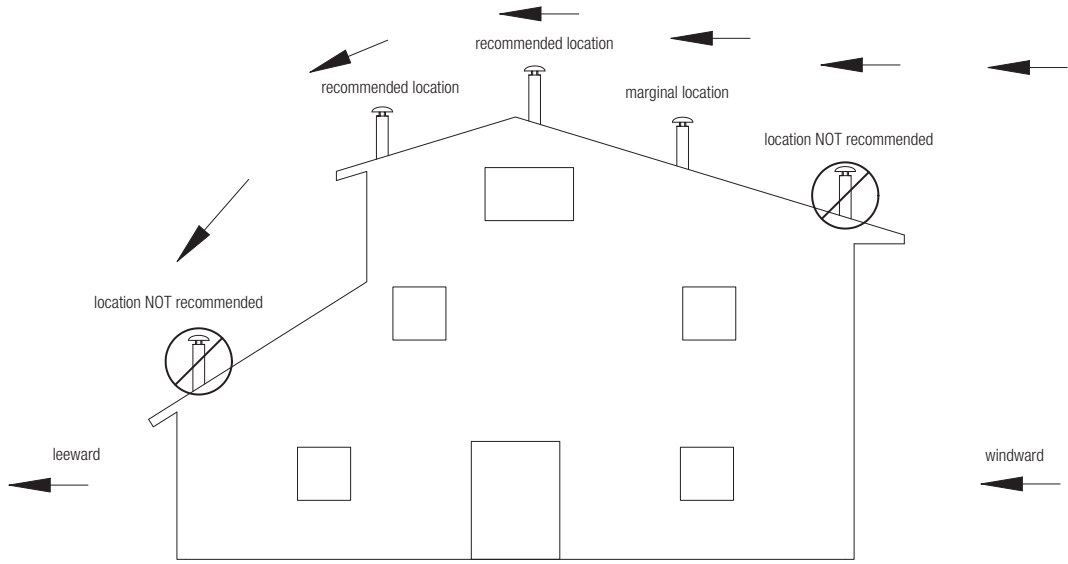 recommended location
recommended location
marginal location
location NOT recommended
location NOT recommended
leeward
windward